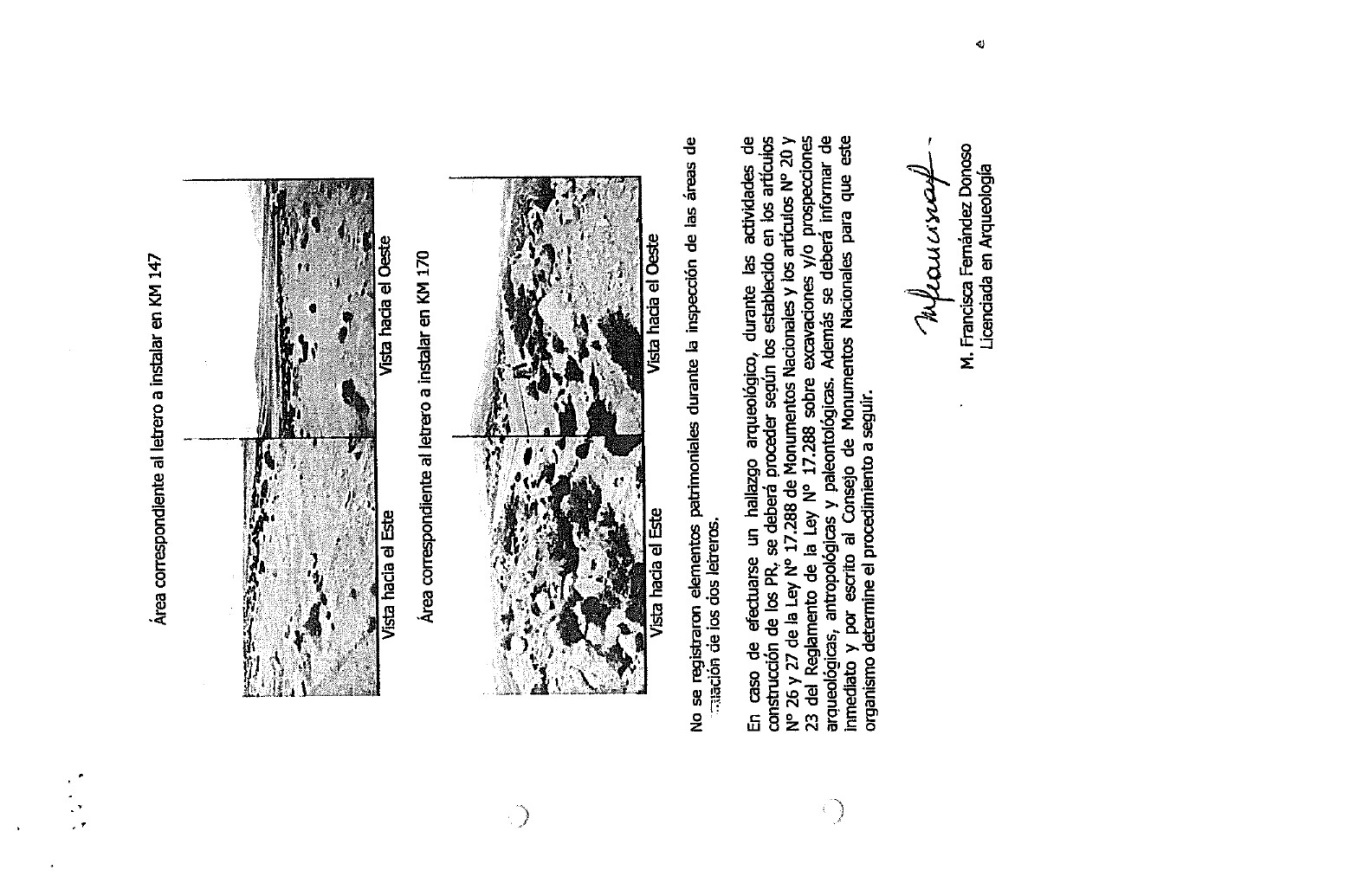 Área correspondiente al letrero a instalar en KM 147
Vista hacia el Este Vista hacia el Oeste
Área correspondiente al letrero a instalar en KM 170
Vista hacia el Este Vista hacia el Oeste
No se registraron elementos patrimoniales durante la inspección de las áreas de
de los dos letreros.
En caso de efectuarse un hallazgo arqueológico, durante las actividades de
construcción de los PR, se deberá proceder según los establecido en los artículos
Nº 26 y 27 de la Ley Nº 17.288 de Monumentos Nacionales y los artículos Nº 20 y
23 del Reglamento de la Ley Nº 17.288 sobre excavaciones y/o prospecciones
arqueológicas, antropológicas y paleontológicas. Además se deberá informar de
inmediato y por escrito al Consejo de Monumentos Nacionales para que este
organismo determine el procedimiento a seguir.
M. Francisca Fernández Donoso
Licenciada en Arqueología